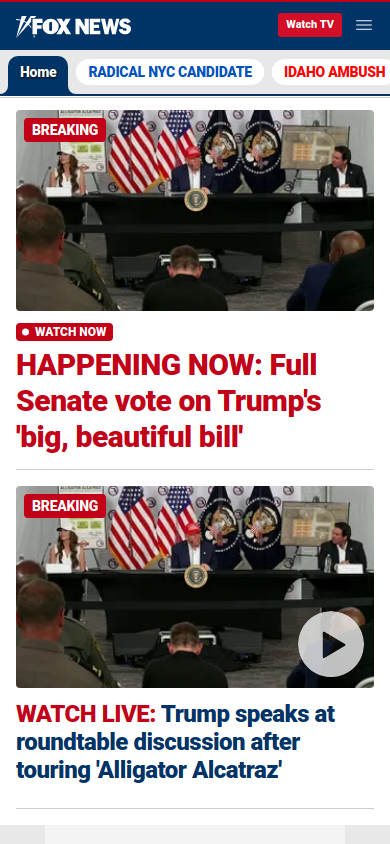 FOX NEWS
Watch TV
Home
RADICAL NYC CANDIDATE
IDAHO AMBUSH
BREAKING
WATCH NOW
HAPPENING NOW: Full
Senate vote on Trump's
'big, beautiful bill'
BREAKING
WATCH LIVE: Trump speaks at
roundtable discussion after
touring 'Alligator Alcatraz'